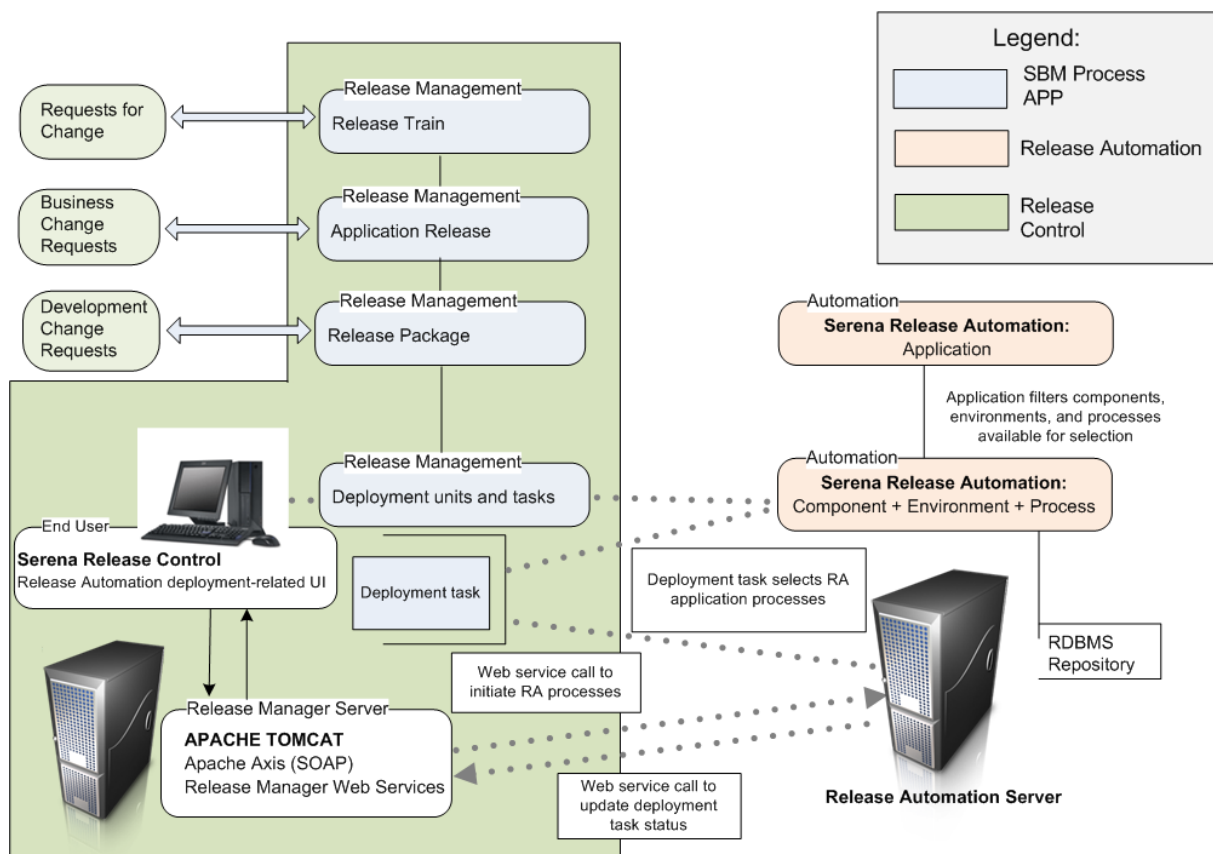 Legend:
SBM Process
APP
Release Automation
Release
Control
Requests for
Change
Release Management
Release Train
Business
Change
Requests
Release Management
Application Release
Development
Change
Requests
Release Management
Release Package
Automation
Serena Release Automation:
Application
Application filters components,
environments, and processes
available for selection
Release Management
Deployment units and tasks
Automation
Serena Release Automation:
Component + Environment + Process
End User
Serena Release Control
Release Automation deployment-related UI
Deployment task
Deployment task selects RA
application processes
RDBMS
Repository
Web service call to
initiate RA processes
Release Manager Server
APACHE TOMCAT
Apache Axis (SOAP)
Release Manager Web Services
Web service call to
update deployment
task status
Release Automation Server